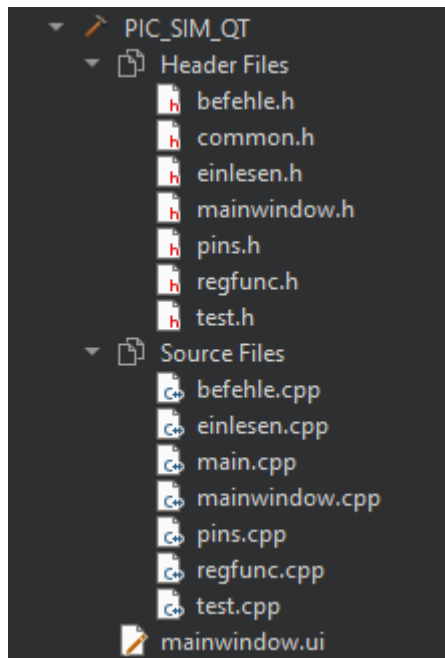 PIC_SIM_QT
Header Files
befehle.h
common.h
einlesen.h
mainwindow.h
pins.h
regfunc.h
test.h
Source Files
befehle.cpp
einlesen.cpp
main.cpp
mainwindow.cpp
pins.cpp
regfunc.cpp
test.cpp
mainwindow.ui